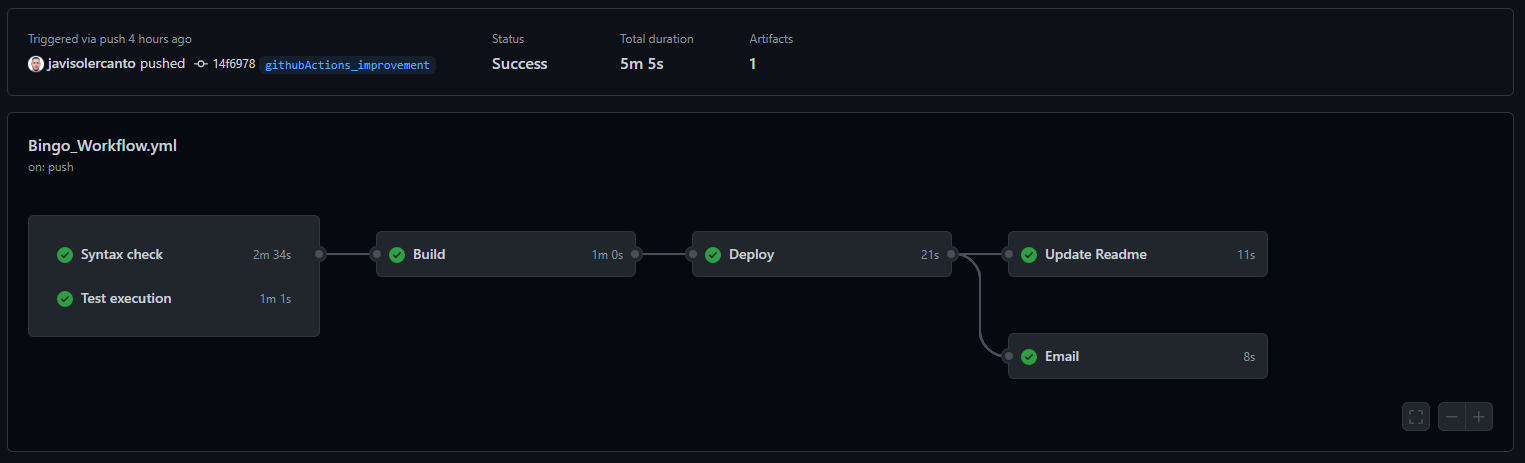 Triggered via push 4 hours ago
javisolercanto pushed 14f6978 githubActions_improvement
Status
Success
Total duration
5m 5s
Artifacts
1
Bingo_Workflow.yml
on: push
Syntax check 2m 34s
Test execution 1m 1s
Build 1m 0s
Deploy 21s
Update Readme 11s
Email 8s